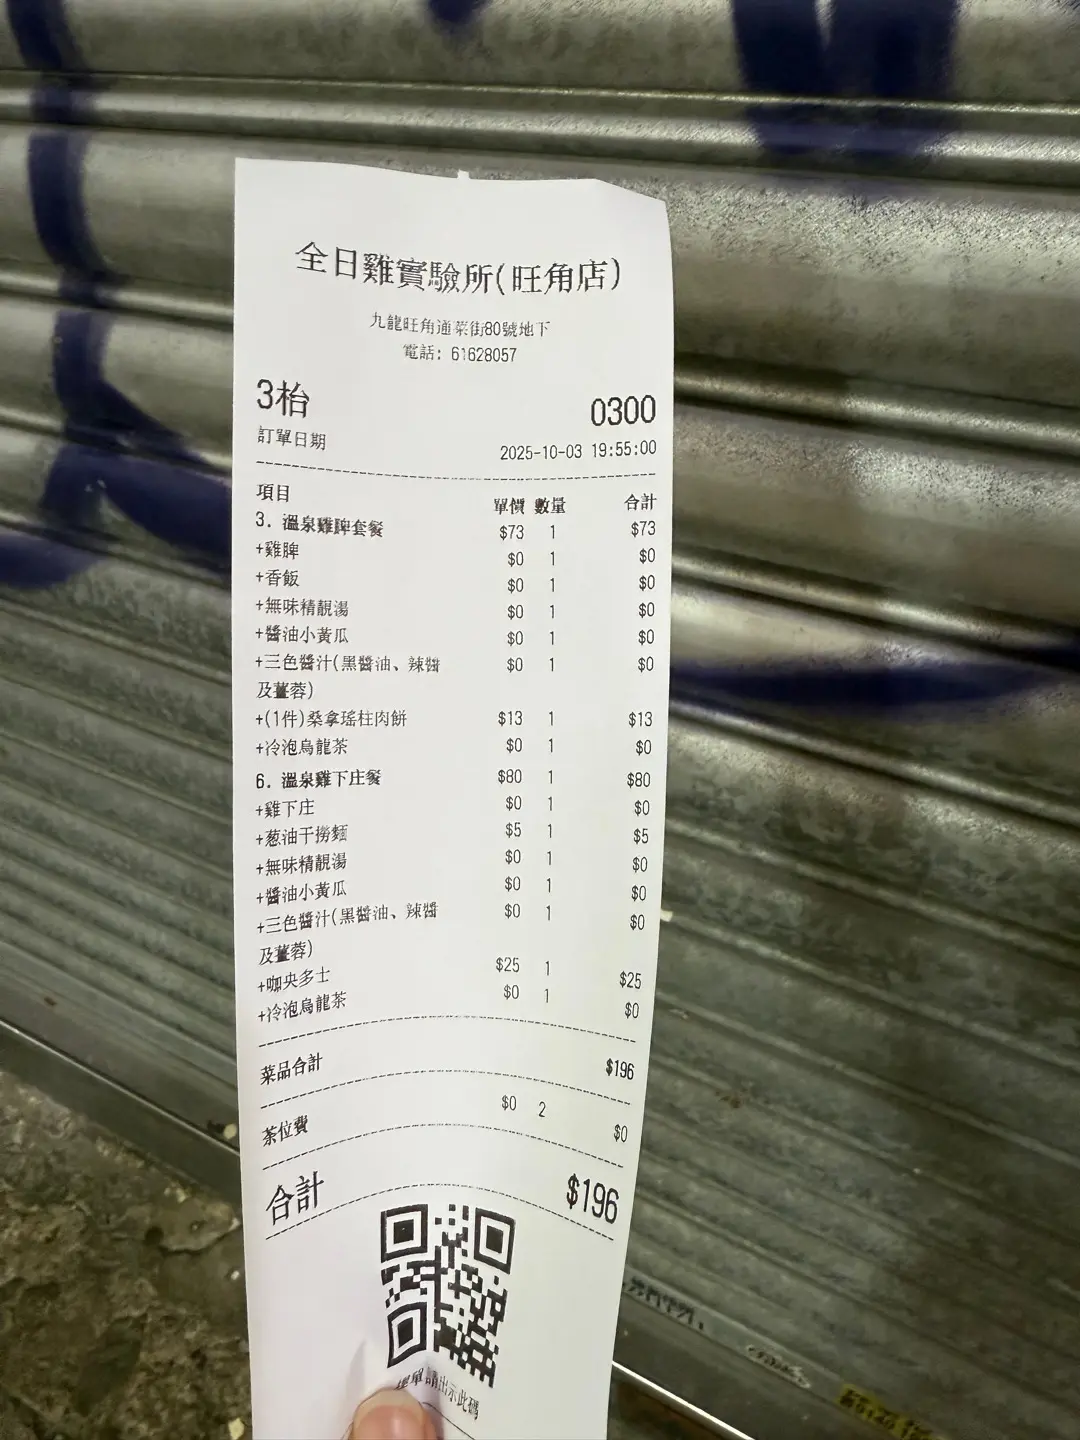 全日雞實驗所(旺角店)
九龍旺角通菜街80號地下
電話: 61628057
3枱 0300
訂單日期 2025-10-03 19:55:00
項目 單價 數量 合計
3. 溫泉雞髀套餐 $73 1 $73
+雞髀 $0 1 $0
+香飯 $0 1 $0
+無味精靚湯 $0 1 $0
+醬油小黃瓜 $0 1 $0
+三色醬汁(黑醬油、辣醬 $0 1 $0
及薑蓉)
+(1件)桑拿瑤柱肉餅 $13 1 $13
+冷泡烏龍茶 $0 1 $0
6. 溫泉雞下庄餐 $80 1 $80
+雞下庄 $0 1 $0
+葱油干撈麵 $5 1 $5
+無味精靚湯 $0 1 $0
+醬油小黃瓜 $0 1 $0
+三色醬汁(黑醬油、辣醬 $0 1 $0
及薑蓉)
+咖央多士 $25 1 $25
+冷泡烏龍茶 $0 1 $0
菜品合計 $196
茶位費 $0 2 $0
合計 $196
請出示此碼